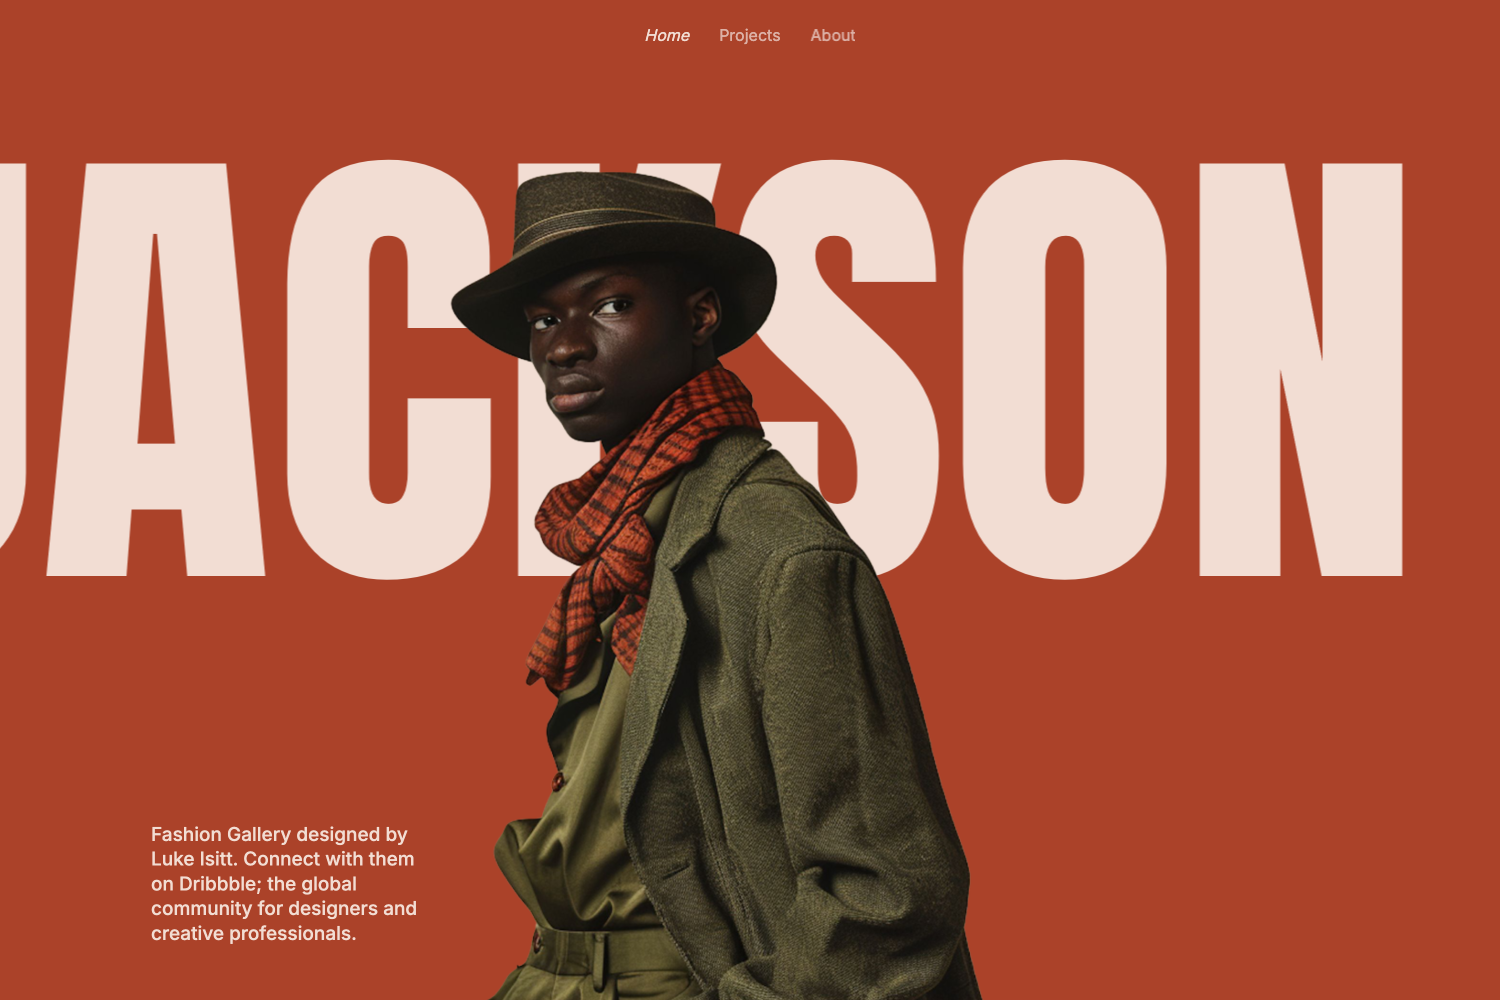 Home Projects About
JACKSON
Fashion Gallery designed by
Luke Isitt. Connect with them
on Dribbble; the global
community for designers and
creative professionals.